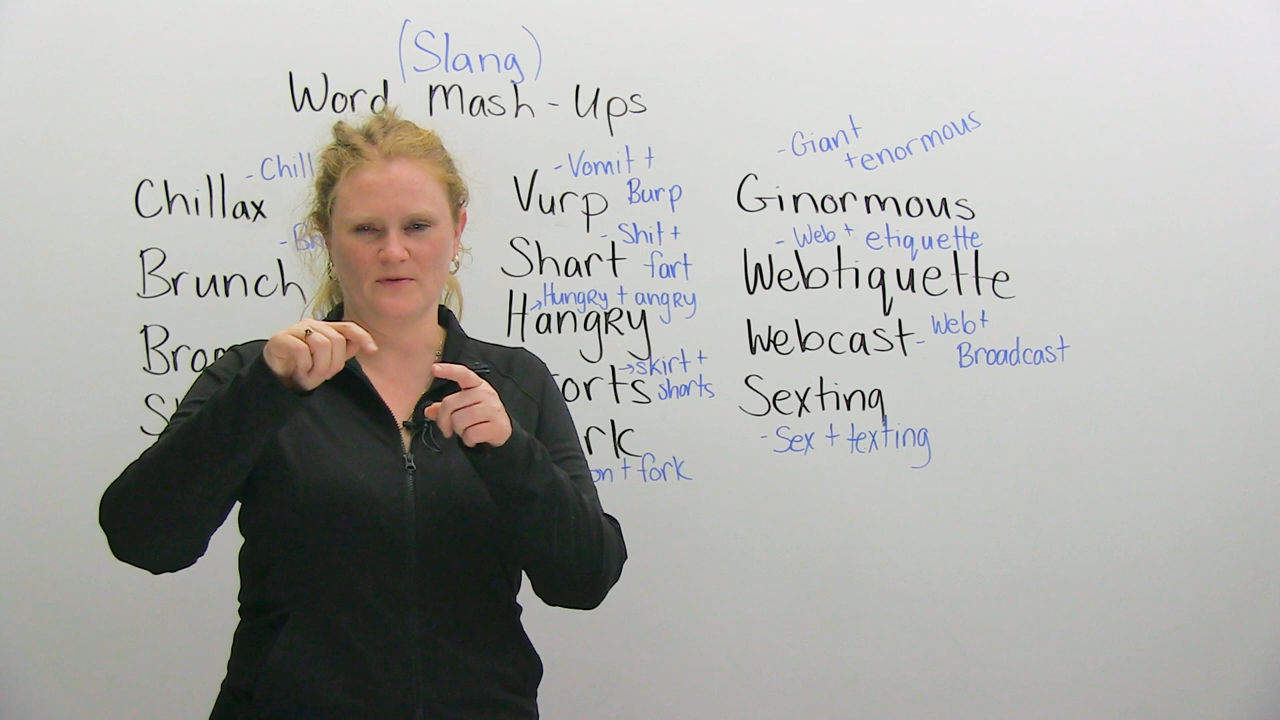 (Slang)
Word Mash-Ups
- Chill
Chillax
Brunch
- Vomit +
Vurp Burp
- Shit +
Shart fart
→Hungry + angry
Hangry
→skirt +
shorts
on + fork
- Giant
+ enormous
Ginormous
- Web + etiquette
Webtiquette
Webcast - Web +
Broadcast
Sexting
- Sex + texting